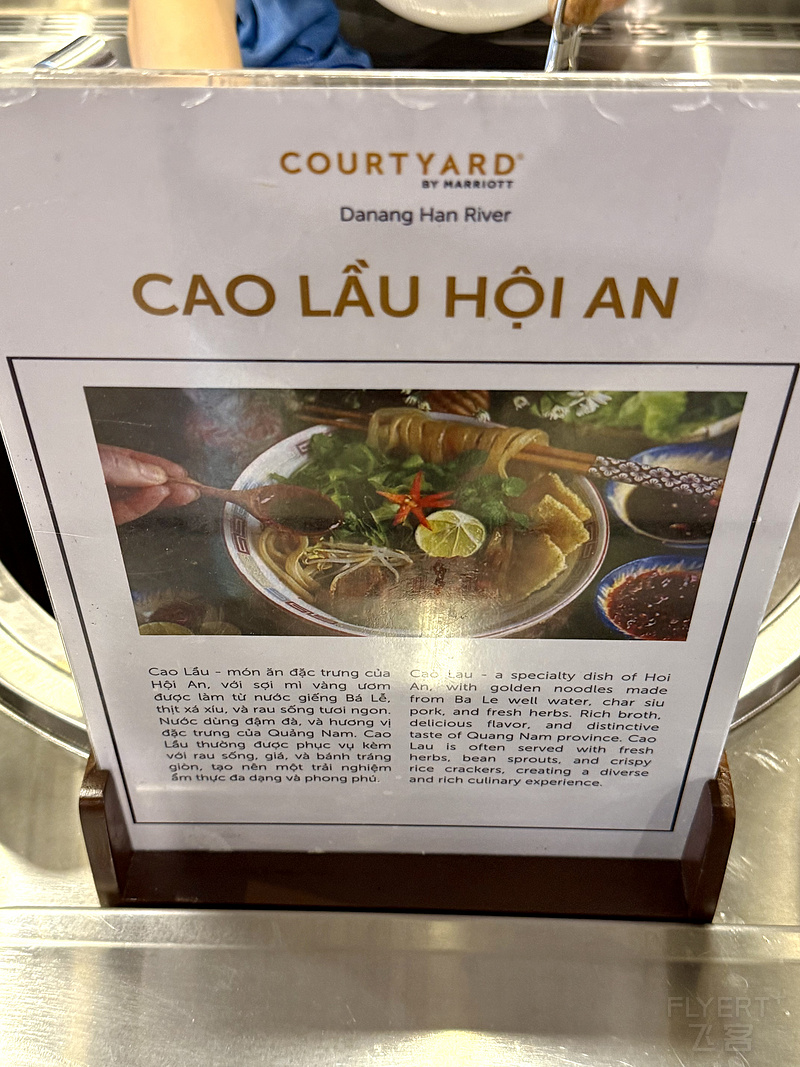 COURTYARD®
BY MARRIOTT
Danang Han River
CAO LẦU HỘI AN
Cao Lầu - món ăn đặc trưng của
Hội An, với sợi mì vàng ươm
được làm từ nước giếng Bá Lễ,
thịt xá xíu, và rau sống tươi ngon.
Nước dùng đậm đà, và hương vị
đặc trưng của Quảng Nam. Cao
Lầu thường được phục vụ kèm
với rau sống, giá, và bánh tráng
giòn, tạo nên một trải nghiệm
ẩm thực đa dạng và phong phú.
Cao Lau - a specialty dish of Hoi
An, with golden noodles made
from Ba Le well water, char siu
pork, and fresh herbs. Rich broth,
delicious flavor, and distinctive
taste of Quang Nam province. Cao
Lau is often served with fresh
herbs, bean sprouts, and crispy
rice crackers, creating a diverse
and rich culinary experience.
FLYERT
飞客